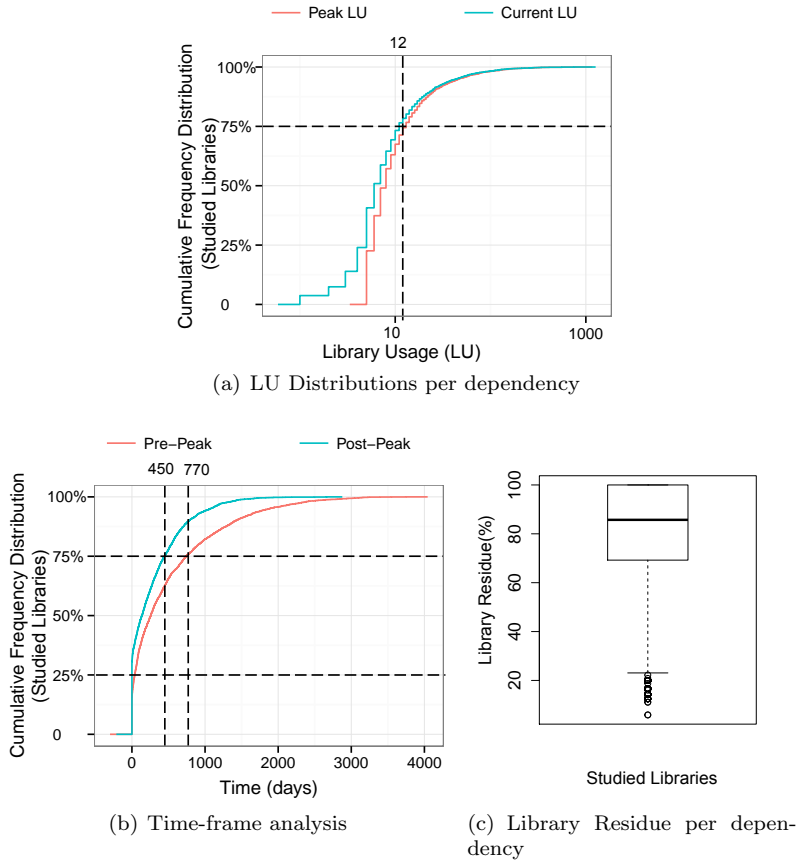 Peak LU
Current LU
12
Cumulative Frequency Distribution
(Studied Libraries)
100%
75%
50%
25%
0
10
1000
Library Usage (LU)
(a) LU Distributions per dependency
Pre−Peak
Post−Peak
450
770
Cumulative Frequency Distribution
(Studied Libraries)
100%
75%
50%
25%
0
0
1000
2000
3000
4000
Time (days)
(b) Time-frame analysis
Library Residue(%)
100
80
60
40
20
Studied Libraries
(c) Library Residue per depen-
dency